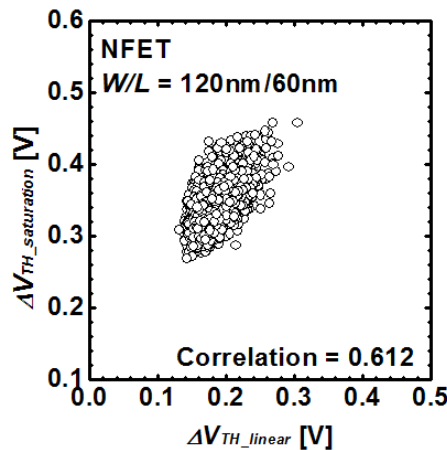 0.6
NFET
W/L = 120nm/60nm
0.5
0.4
ΔV_TH_saturation [V]
0.3
0.2
Correlation = 0.612
0.1
0.0 0.1 0.2 0.3 0.4 0.5
ΔV_TH_linear [V]